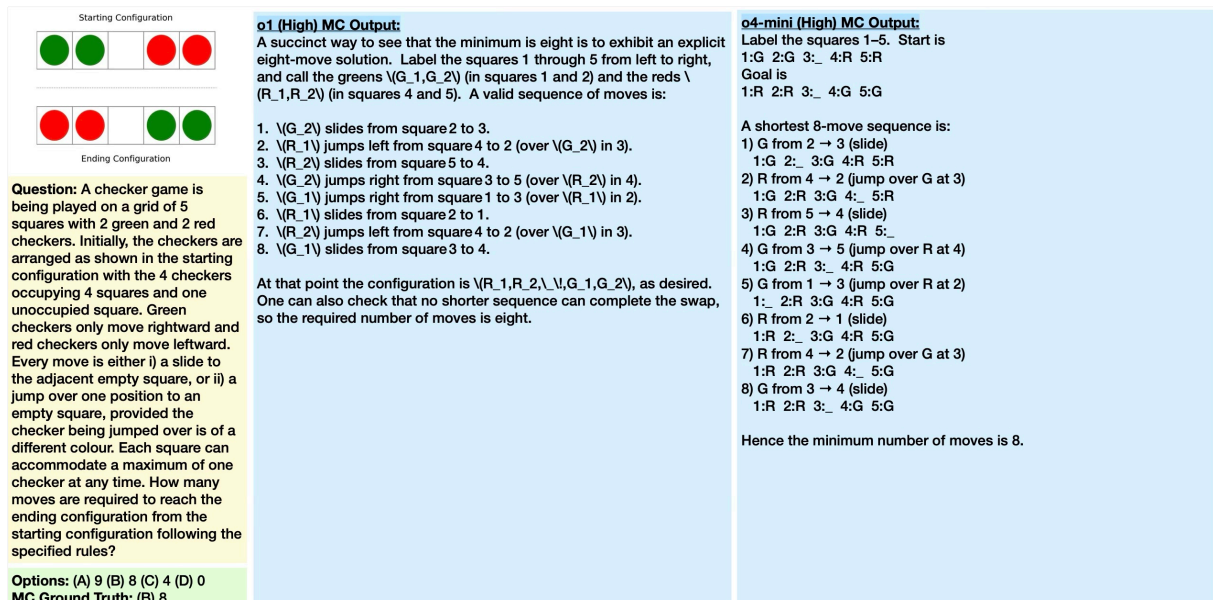 Starting Configuration
Ending Configuration
Question: A checker game is
being played on a grid of 5
squares with 2 green and 2 red
checkers. Initially, the checkers are
arranged as shown in the starting
configuration with the 4 checkers
occupying 4 squares and one
unoccupied square. Green
checkers only move rightward and
red checkers only move leftward.
Every move is either i) a slide to
the adjacent empty square, or ii) a
jump over one position to an
empty square, provided the
checker being jumped over is of a
different colour. Each square can
accommodate a maximum of one
checker at any time. How many
moves are required to reach the
ending configuration from the
starting configuration following the
specified rules?
Options: (A) 9 (B) 8 (C) 4 (D) 0
MC Ground Truth: (B) 8
o1 (High) MC Output:
A succinct way to see that the minimum is eight is to exhibit an explicit
eight-move solution. Label the squares 1 through 5 from left to right,
and call the greens \(G_1,G_2\) (in squares 1 and 2) and the reds \
(R_1,R_2\) (in squares 4 and 5). A valid sequence of moves is:
1. \(G_2\) slides from square 2 to 3.
2. \(R_1\) jumps left from square 4 to 2 (over \(G_2\) in 3).
3. \(R_2\) slides from square 5 to 4.
4. \(G_2\) jumps right from square 3 to 5 (over \(R_2\) in 4).
5. \(G_1\) jumps right from square 1 to 3 (over \(R_1\) in 2).
6. \(R_1\) slides from square 2 to 1.
7. \(R_2\) jumps left from square 4 to 2 (over \(G_1\) in 3).
8. \(G_1\) slides from square 3 to 4.
At that point the configuration is \(R_1,R_2,\_\!,G_1,G_2\), as desired.
One can also check that no shorter sequence can complete the swap,
so the required number of moves is eight.
o4-mini (High) MC Output:
Label the squares 1–5. Start is
1:G 2:G 3:_ 4:R 5:R
Goal is
1:R 2:R 3:_ 4:G 5:G
A shortest 8-move sequence is:
1) G from 2 → 3 (slide)
1:G 2:_ 3:G 4:R 5:R
2) R from 4 → 2 (jump over G at 3)
1:G 2:R 3:G 4:_ 5:R
3) R from 5 → 4 (slide)
1:G 2:R 3:G 4:R 5:_
4) G from 3 → 5 (jump over R at 4)
1:G 2:R 3:_ 4:R 5:G
5) G from 1 → 3 (jump over R at 2)
1:_ 2:R 3:G 4:R 5:G
6) R from 2 → 1 (slide)
1:R 2:_ 3:G 4:R 5:G
7) R from 4 → 2 (jump over G at 3)
1:R 2:R 3:G 4:_ 5:G
8) G from 3 → 4 (slide)
1:R 2:R 3:_ 4:G 5:G
Hence the minimum number of moves is 8.